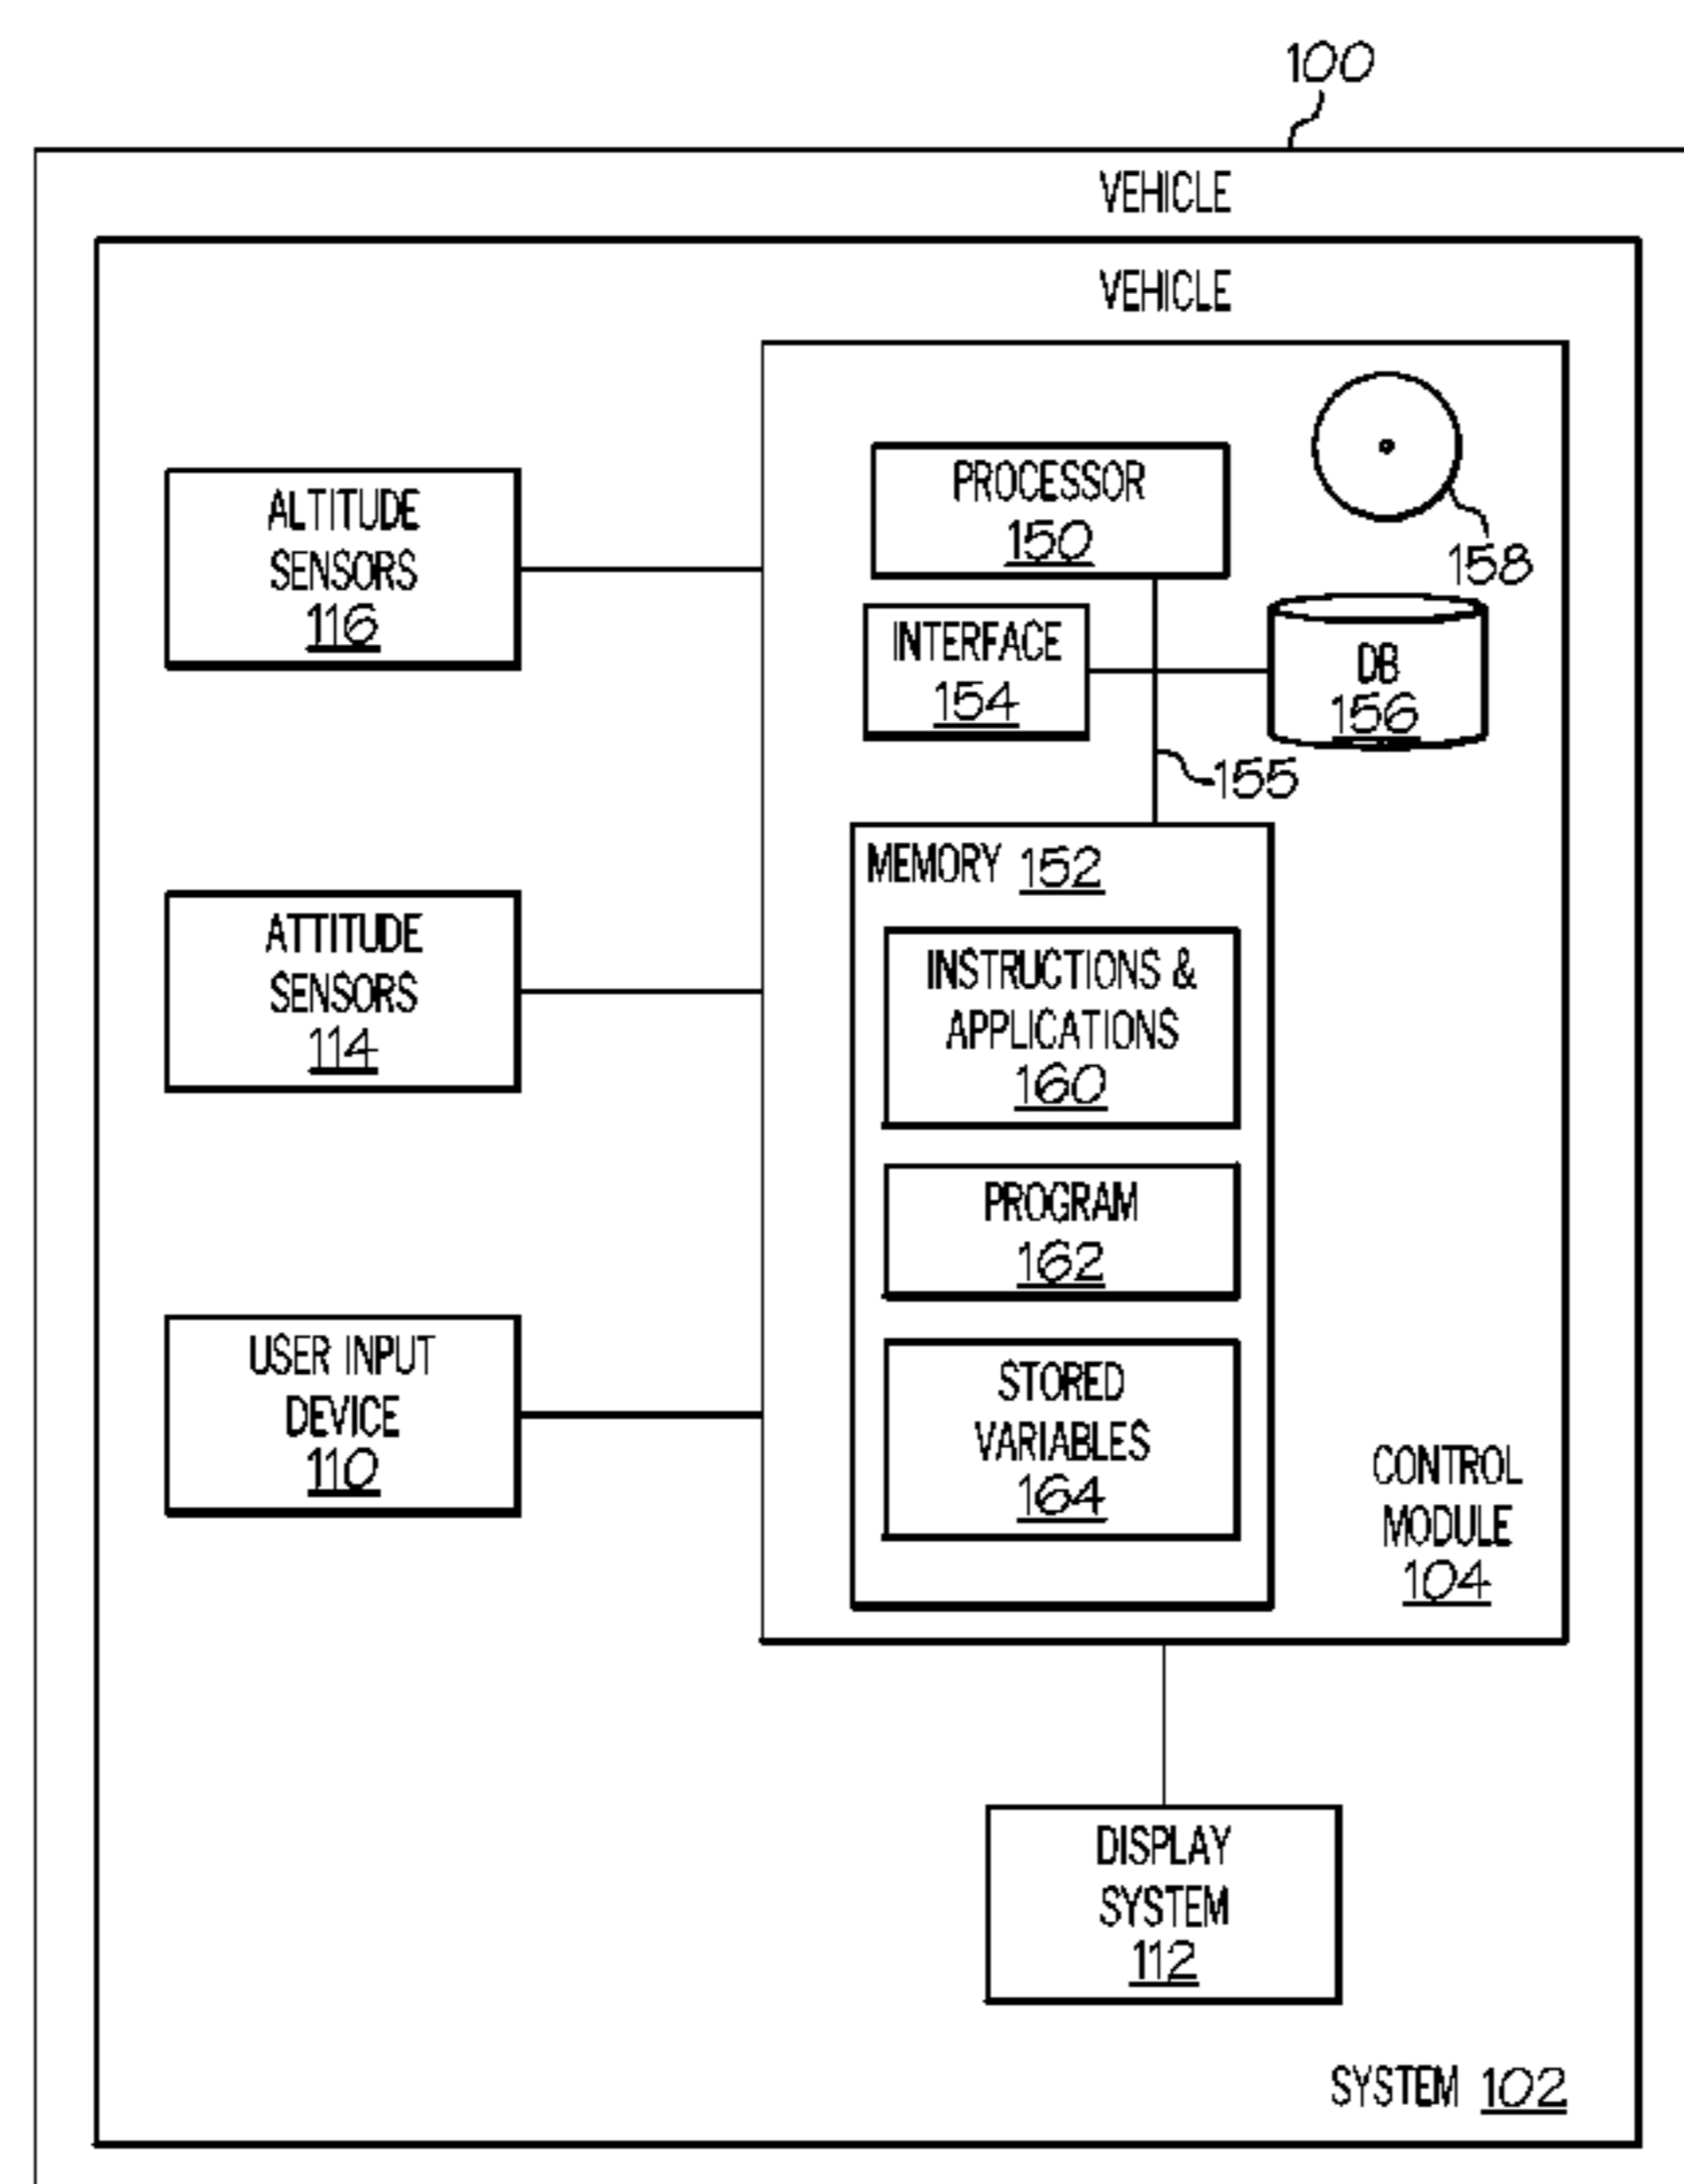 100
VEHICLE
VEHICLE
ALTITUDE
SENSORS
116
ATTITUDE
SENSORS
114
USER INPUT
DEVICE
110
PROCESSOR
150
158
INTERFACE
154
DB
156
155
MEMORY 152
INSTRUCTIONS &
APPLICATIONS
160
PROGRAM
162
STORED
VARIABLES
164
CONTROL
MODULE
104
DISPLAY
SYSTEM
112
SYSTEM 102